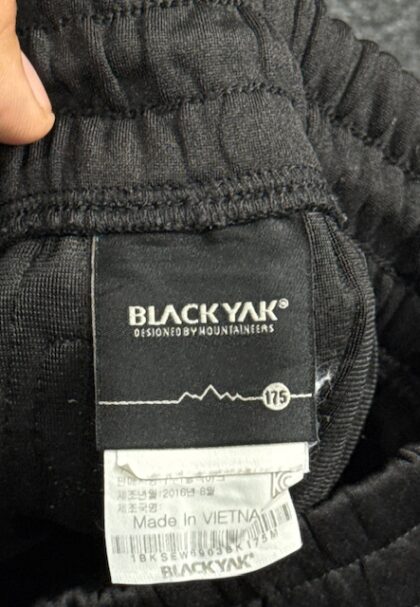 BLACKYAK®
DESIGNED BY MOUNTAINEERS
175
제조년월:2016년 8월
제조국명:
Made in VIETNA
BLACKYAK